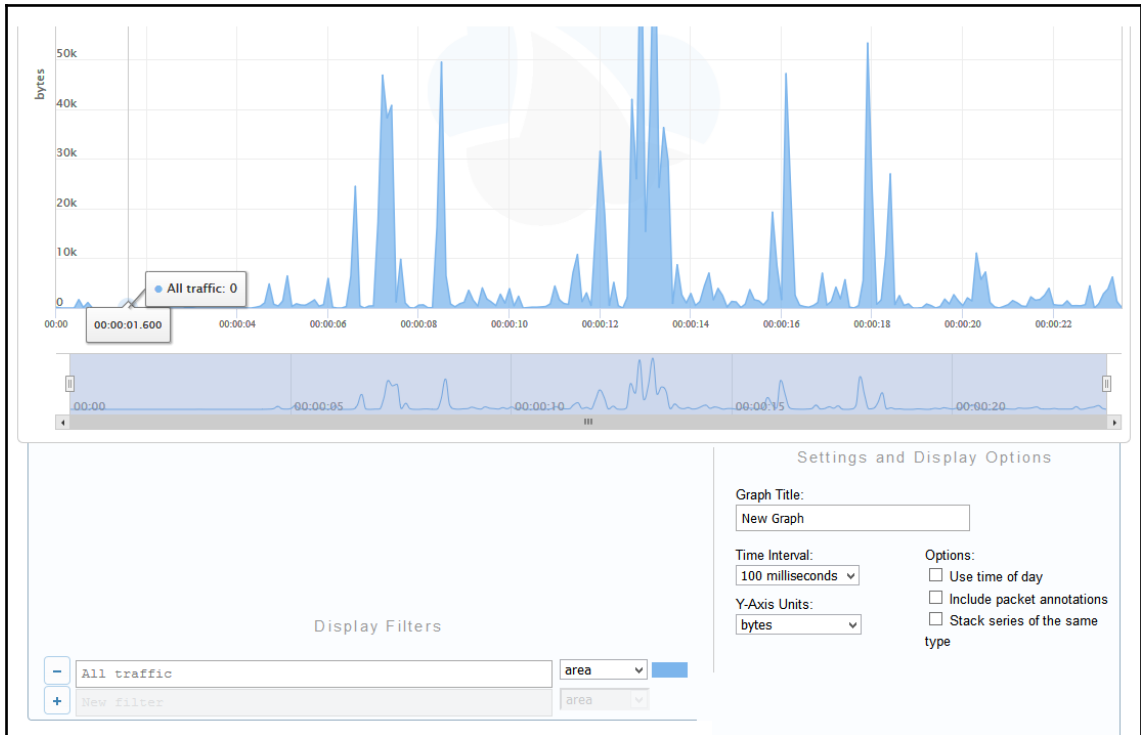 50k
bytes
40k
30k
20k
10k
All traffic: 0
0
00:00 00:00:01.600 00:00:04 00:00:06 00:00:08 00:00:10 00:00:12 00:00:14 00:00:16 00:00:18 00:00:20 00:00:22
00:00 00:00:05 00:00:10 00:00:15 00:00:20
Settings and Display Options
Graph Title:
New Graph
Time Interval: Options:
100 milliseconds Use time of day
Include packet annotations
Y-Axis Units:
bytes Stack series of the same
type
Display Filters
All traffic area
New filter area